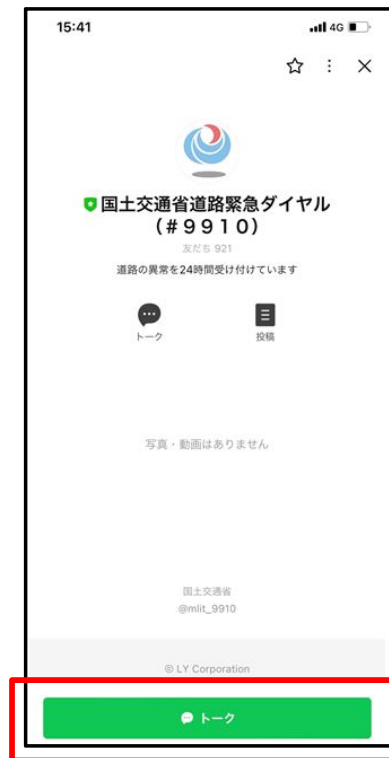 15:41
4G
国土交通省道路緊急ダイヤル
(#9910)
友だち 921
道路の異常を24時間受け付けています
トーク
投稿
写真・動画はありません
国土交通省
@mlit_9910
© LY Corporation
トーク